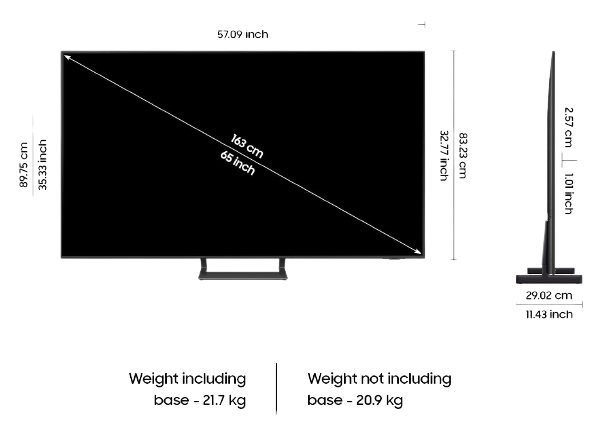 57.09 inch
89.75 cm
35.33 inch
163 cm
65 inch
83.23 cm
32.77 inch
2.57 cm
1.01 inch
29.02 cm
11.43 inch
Weight including
base - 21.7 kg
Weight not including
base - 20.9 kg